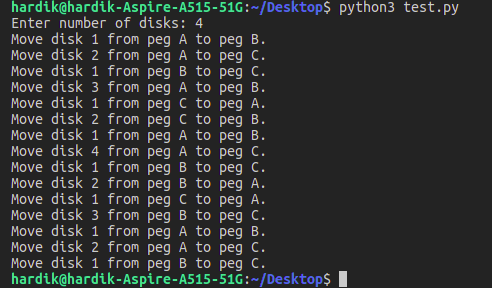 hardik@hardik-Aspire-A515-51G:~/Desktop$ python3 test.py
Enter number of disks: 4
Move disk 1 from peg A to peg B.
Move disk 2 from peg A to peg C.
Move disk 1 from peg B to peg C.
Move disk 3 from peg A to peg B.
Move disk 1 from peg C to peg A.
Move disk 2 from peg C to peg B.
Move disk 1 from peg A to peg B.
Move disk 4 from peg A to peg C.
Move disk 1 from peg B to peg C.
Move disk 2 from peg B to peg A.
Move disk 1 from peg C to peg A.
Move disk 3 from peg B to peg C.
Move disk 1 from peg A to peg B.
Move disk 2 from peg A to peg C.
Move disk 1 from peg B to peg C.
hardik@hardik-Aspire-A515-51G:~/Desktop$